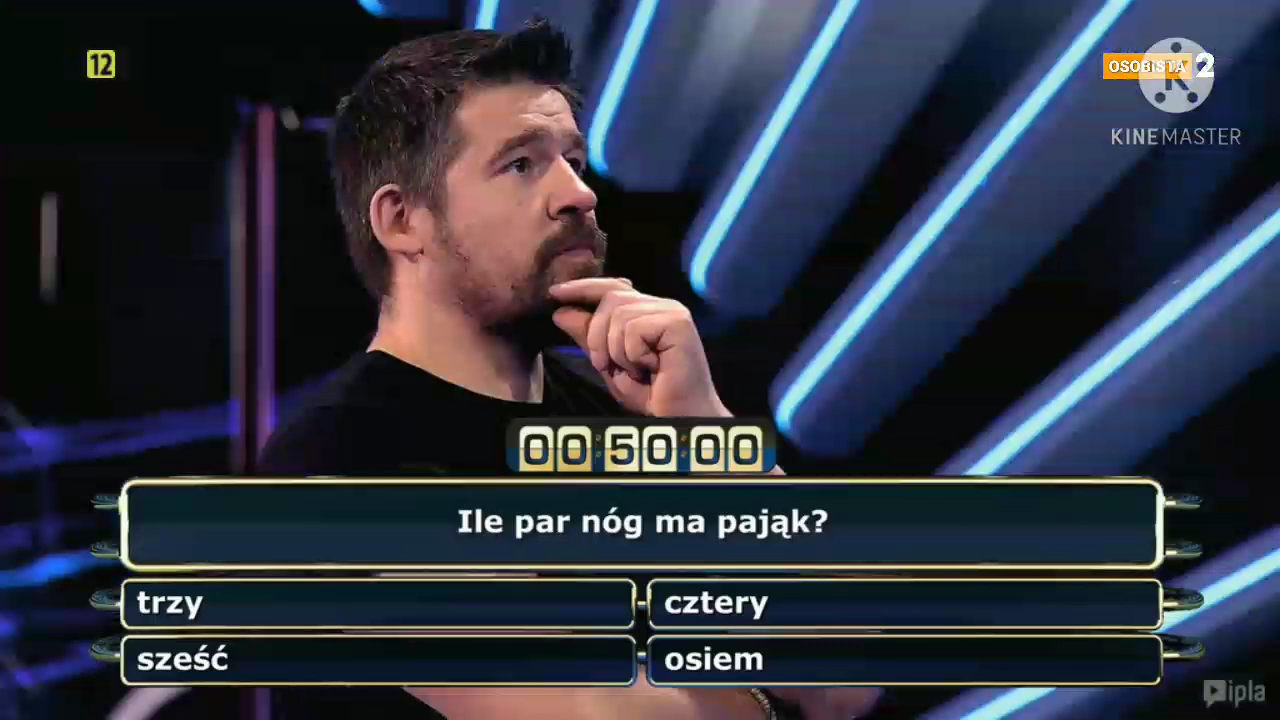 12
OSOBISTA 2
K
KINEMASTER
00:50:00
Ile par nóg ma pająk?
trzy
cztery
sześć
osiem
ipla